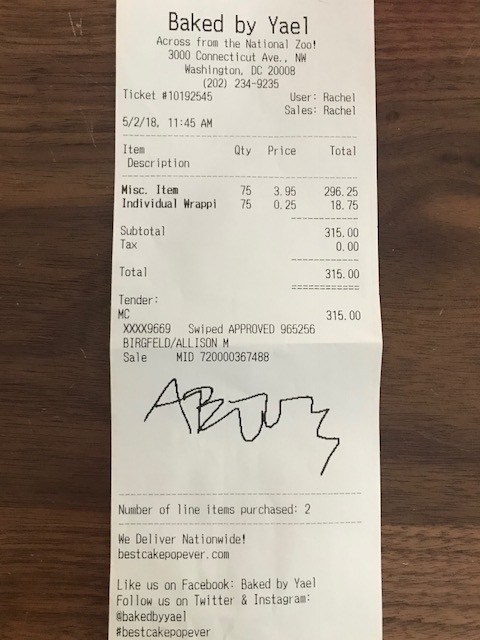 Baked by Yael
Across from the National Zoo!
3000 Connecticut Ave., NW
Washington, DC 20008
(202) 234-9235
Ticket #10192545 User: Rachel
Sales: Rachel
5/2/18, 11:45 AM
Item Qty Price Total
Description
Misc. Item 75 3.95 296.25
Individual Wrappi 75 0.25 18.75
Subtotal 315.00
Tax 0.00
Total 315.00
Tender:
MC 315.00
XXXX9669 Swiped APPROVED 965256
BIRGFELD/ALLISON M
Sale MID 720000367488
Number of line items purchased: 2
We Deliver Nationwide!
bestcakepopever.com
Like us on Facebook: Baked by Yael
Follow us on Twitter & Instagram:
@bakedbyyael
#bestcakepopever